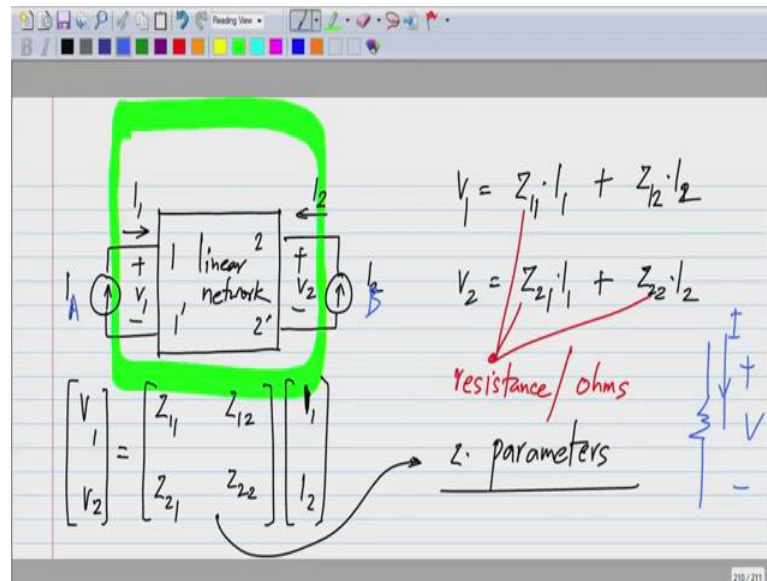 Reading View
B I
I₁
I₂
1 linear 2
network
1' 2'
+ V₁ −
+ V₂ −
I A
I₂ B
V₁ = Z₁₁·I₁ + Z₁₂·I₂
V₂ = Z₂₁·I₁ + Z₂₂·I₂
resistance/ohms
[V₁ V₂] = [Z₁₁ Z₁₂ Z₂₁ Z₂₂] [I₁ I₂]
Z. parameters
I
+
V
−
210 / 211